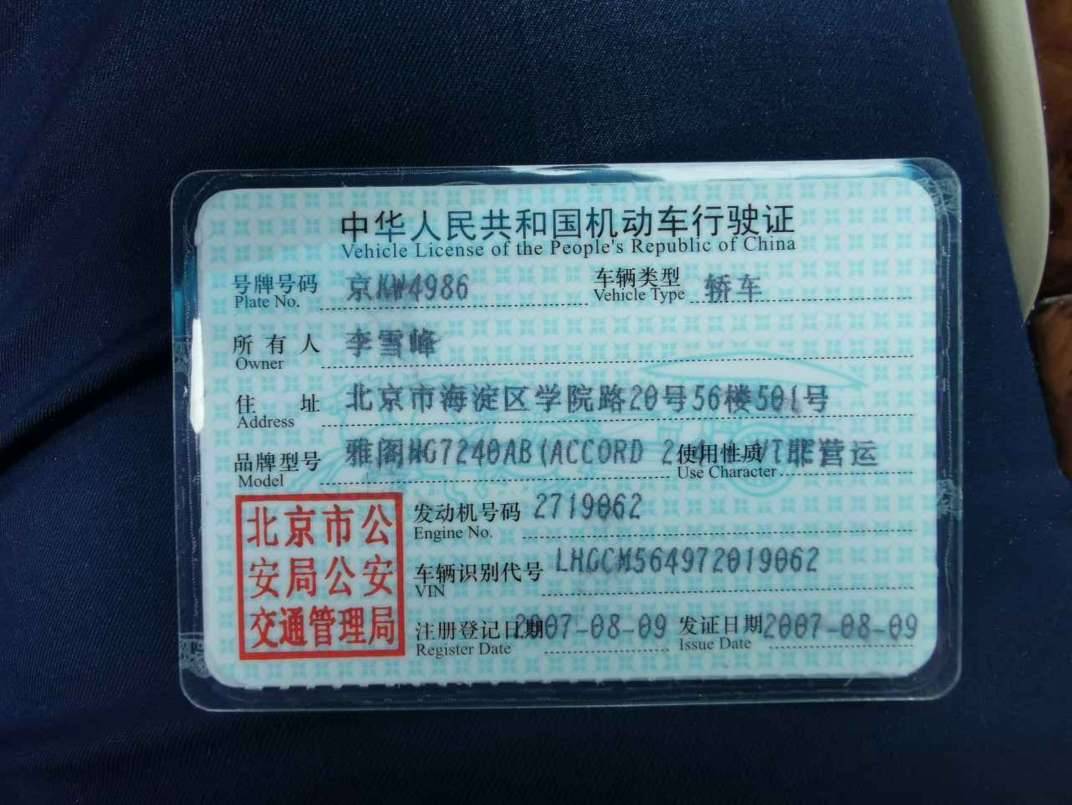 中华人民共和国机动车行驶证
Vehicle License of the People's Republic of China
号牌号码 京KW4986 车辆类型 轿车
Plate No. Vehicle Type
所有人 李雪峰
Owner
住址 北京市海淀区学院路20号56楼501号
Address
品牌型号 雅阁HG7240AB(ACCORD 2 使用性质 非营运
Model Use Character
北京市公
安局公安
交通管理局
发动机号码 2719062
Engine No.
车辆识别代号 LHGCM564972019062
VIN
注册登记日期 2007-08-09 发证日期 2007-08-09
Register Date Issue Date